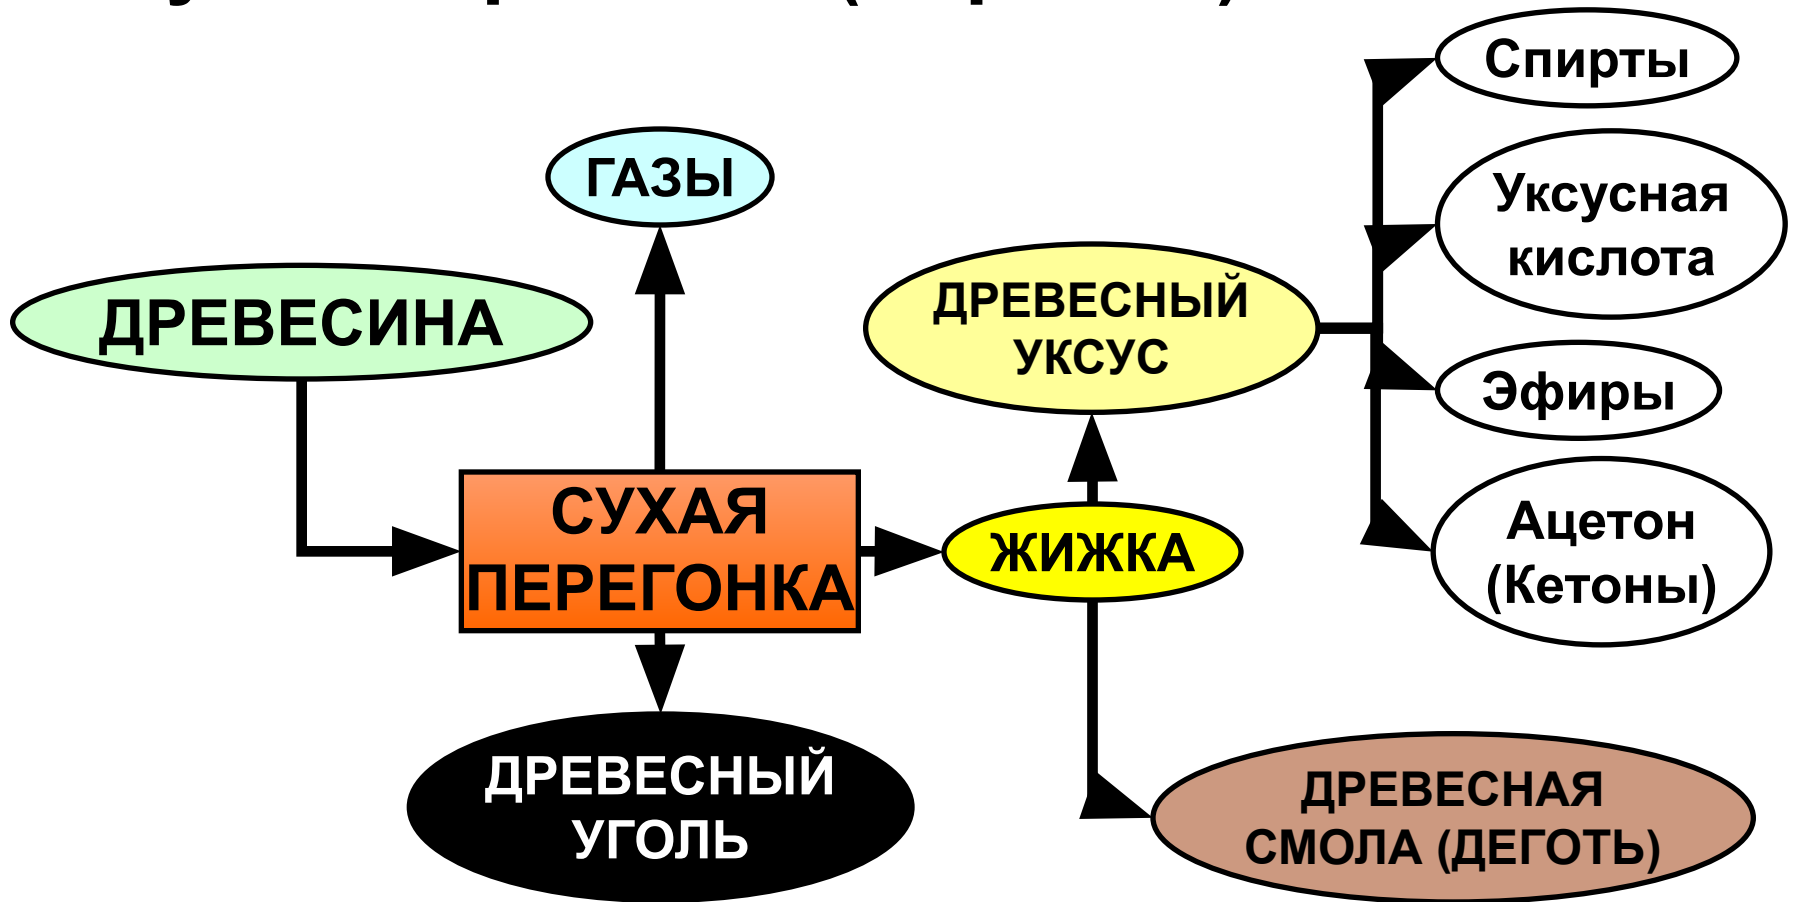 Спирты
ГАЗЫ
Уксусная
кислота
ДРЕВЕСИНА
ДРЕВЕСНЫЙ
УКСУС
Эфиры
СУХАЯ
ПЕРЕГОНКА
ЖИЖКА
Ацетон
(Кетоны)
ДРЕВЕСНЫЙ
УГОЛЬ
ДРЕВЕСНАЯ
СМОЛА (ДЕГОТЬ)